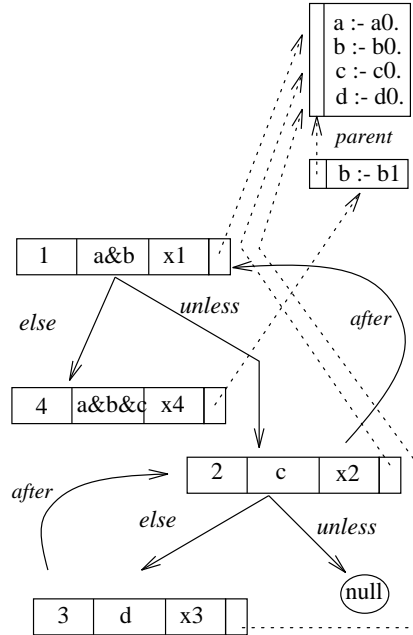 a :- a0.
b :- b0.
c :- c0.
d :- d0.
parent
b :- b1
1 a&b x1
else unless after
4 a&b&c x4
2 c x2
after else unless
null
3 d x3